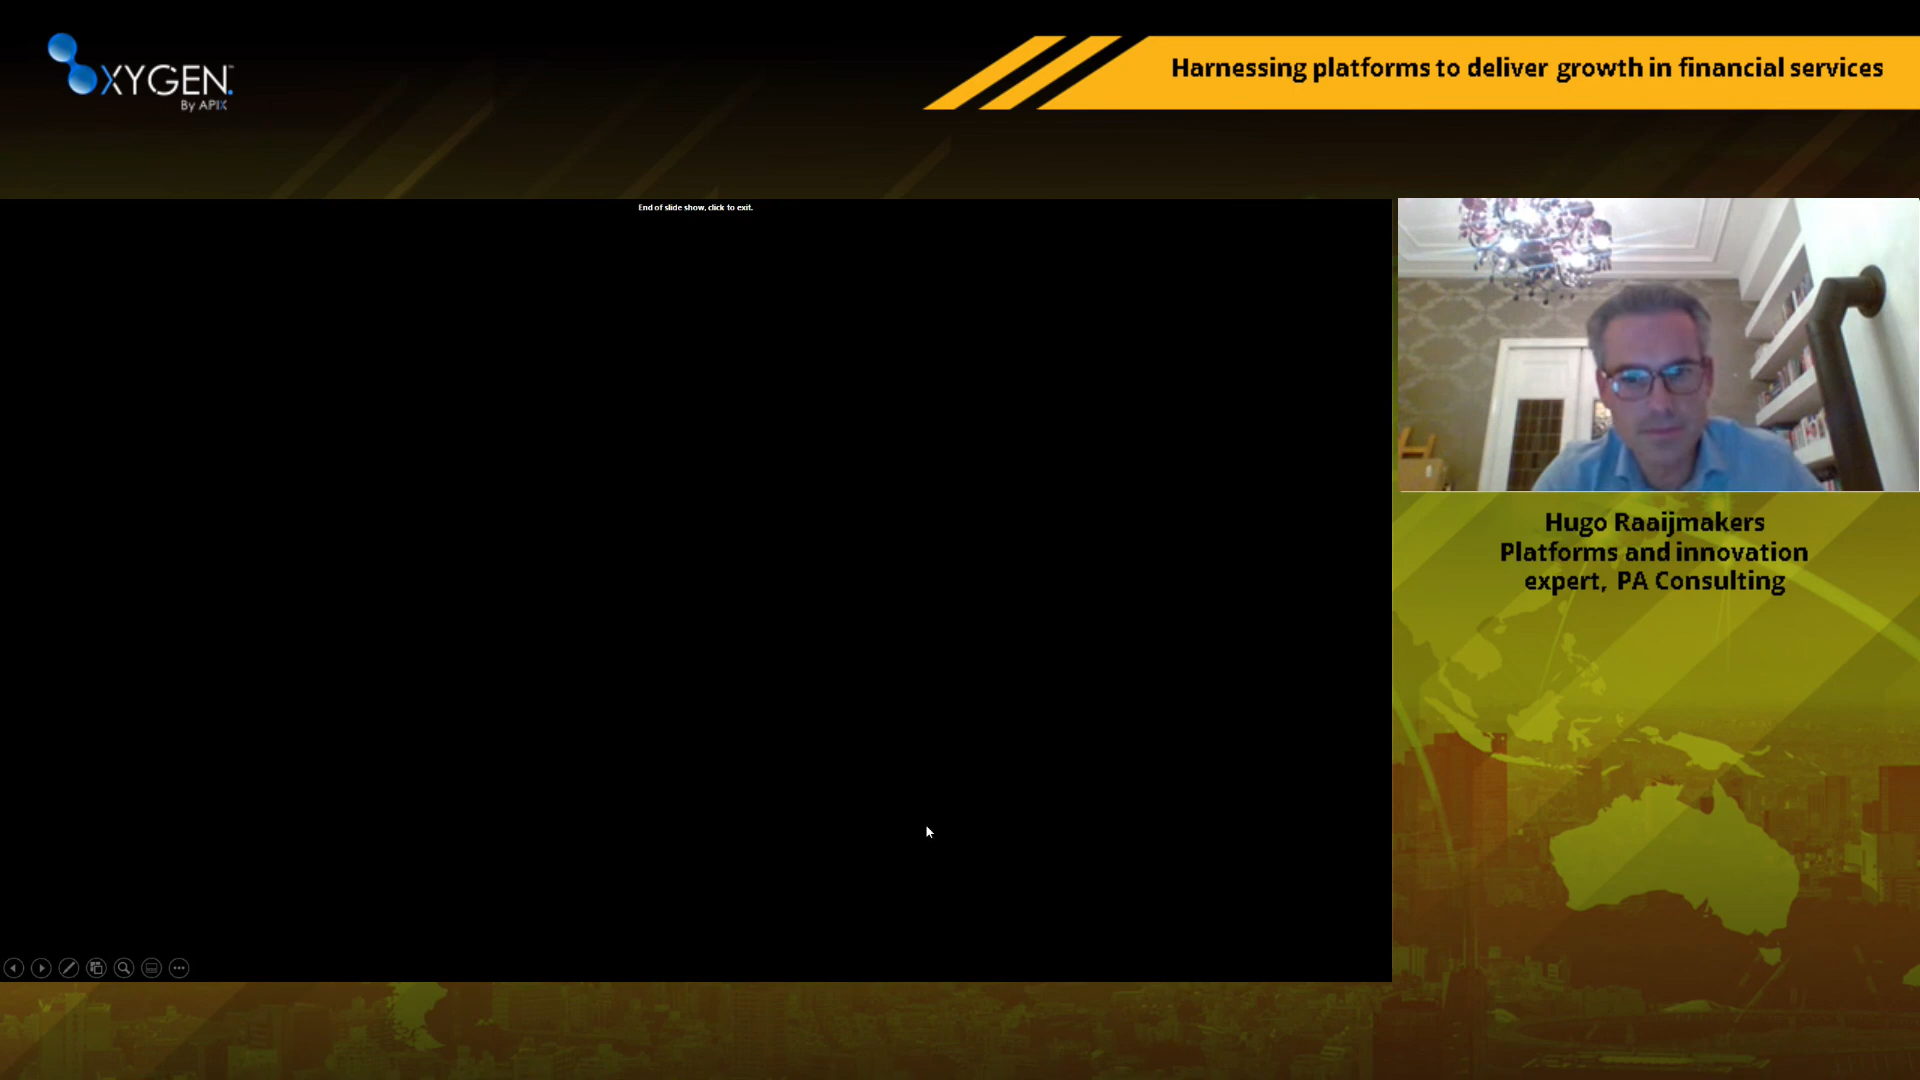 OXYGEN.™
By APIX
Harnessing platforms to deliver growth in financial services
End of slide show, click to exit.
Hugo Raaijmakers
Platforms and innovation
expert, PA Consulting